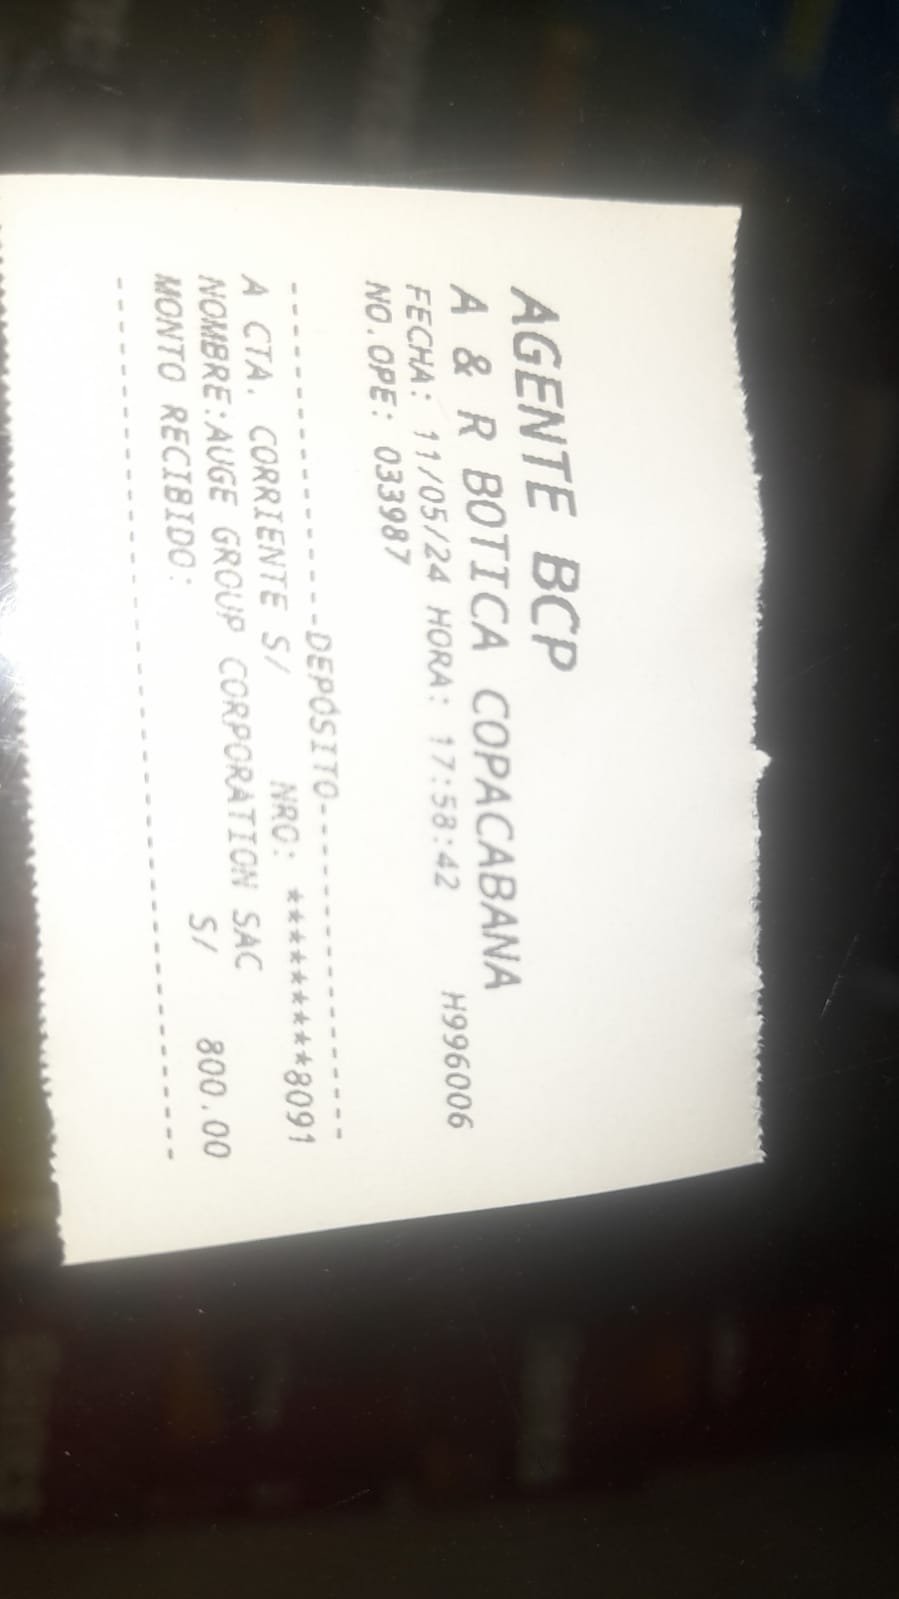 AGENTE BCP
A & R BOTICA COPACABANA
FECHA: 11/05/24 HORA: 17:58:42 H996006
NO.OPE: 033987
--------------DEPÓSITO----------------
A CTA. CORRIENTE S/ NRO: **********8091
NOMBRE:AUGE GROUP CORPORATION SAC
MONTO RECIBIDO: S/ 800.00
----------------------------------------